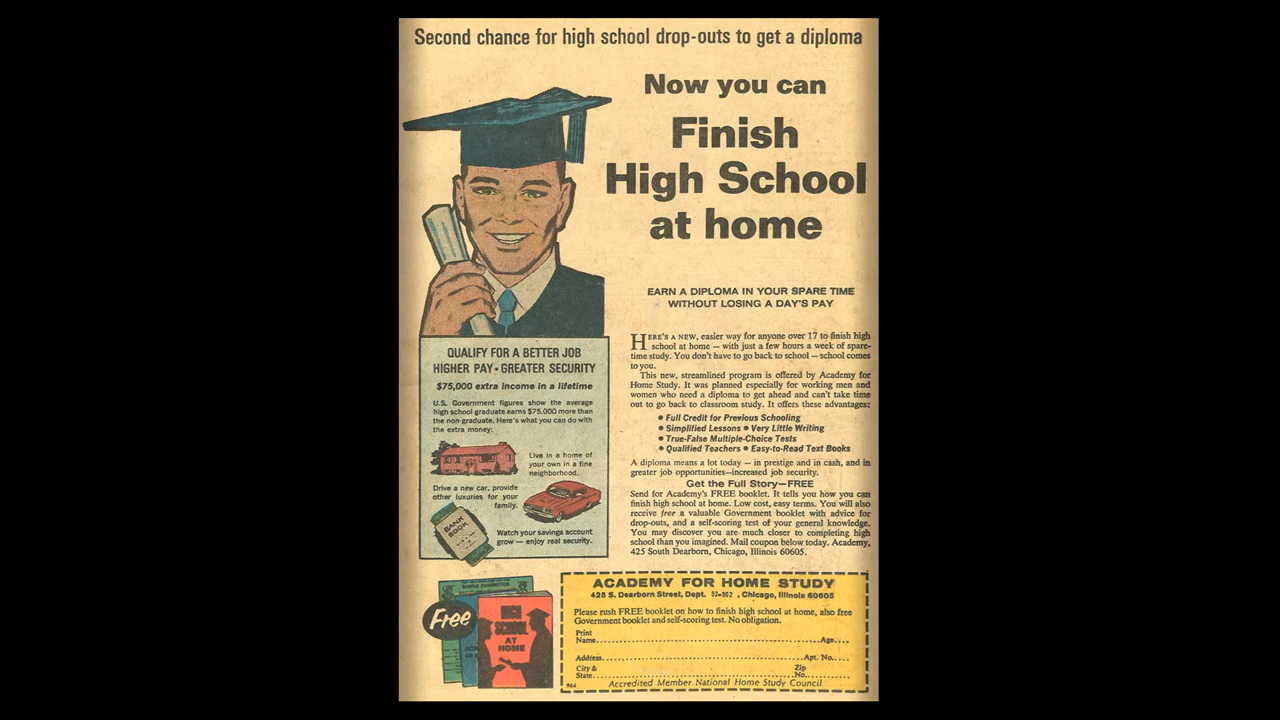 Second chance for high school drop-outs to get a diploma
Now you can
Finish
High School
at home
EARN A DIPLOMA IN YOUR SPARE TIME
WITHOUT LOSING A DAY'S PAY
HERE'S A NEW, easier way for anyone over 17 to finish high
school at home — with just a few hours a week of spare-
time study. You don't have to go back to school — school comes
to you.
This new, streamlined program is offered by Academy for
Home Study. It was planned especially for working men and
women who need a diploma to get ahead and can't take time
out to go back to classroom study. It offers these advantages:
• Full Credit for Previous Schooling
• Simplified Lessons • Very Little Writing
• True-False Multiple-Choice Tests
• Qualified Teachers • Easy-to-Read Text Books
A diploma means a lot today — in prestige and in cash, and in
greater job opportunities—increased job security.
Get the Full Story—FREE
Send for Academy's FREE booklet. It tells you how you can
finish high school at home. Low cost, easy terms. You will also
receive free a valuable Government booklet with advice for
drop-outs, and a self-scoring test of your general knowledge.
You may discover you are much closer to completing high
school than you imagined. Mail coupon below today. Academy,
425 South Dearborn, Chicago, Illinois 60605.
QUALIFY FOR A BETTER JOB
HIGHER PAY • GREATER SECURITY
$75,000 extra income in a lifetime
U.S. Government figures show the average
high school graduate earns $75,000 more than
the non-graduate. Here's what you can do with
the extra money:
Live in a home of
your own in a fine
neighborhood.
Drive a new car, provide
other luxuries for your
family.
BANK
BOOK
Watch your savings account
grow — enjoy real security.
Free
SAMPLE EXAMINATION
HIGH
SCHOOL
AT
HOME
ACADEMY FOR HOME STUDY
425 S. Dearborn Street, Dept. 52-902 , Chicago, Illinois 60605
Please rush FREE booklet on how to finish high school at home, also free
Government booklet and self-scoring test. No obligation.
Print
Name Age
Address Apt. No.
City & Zip
State No.
964 Accredited Member National Home Study Council